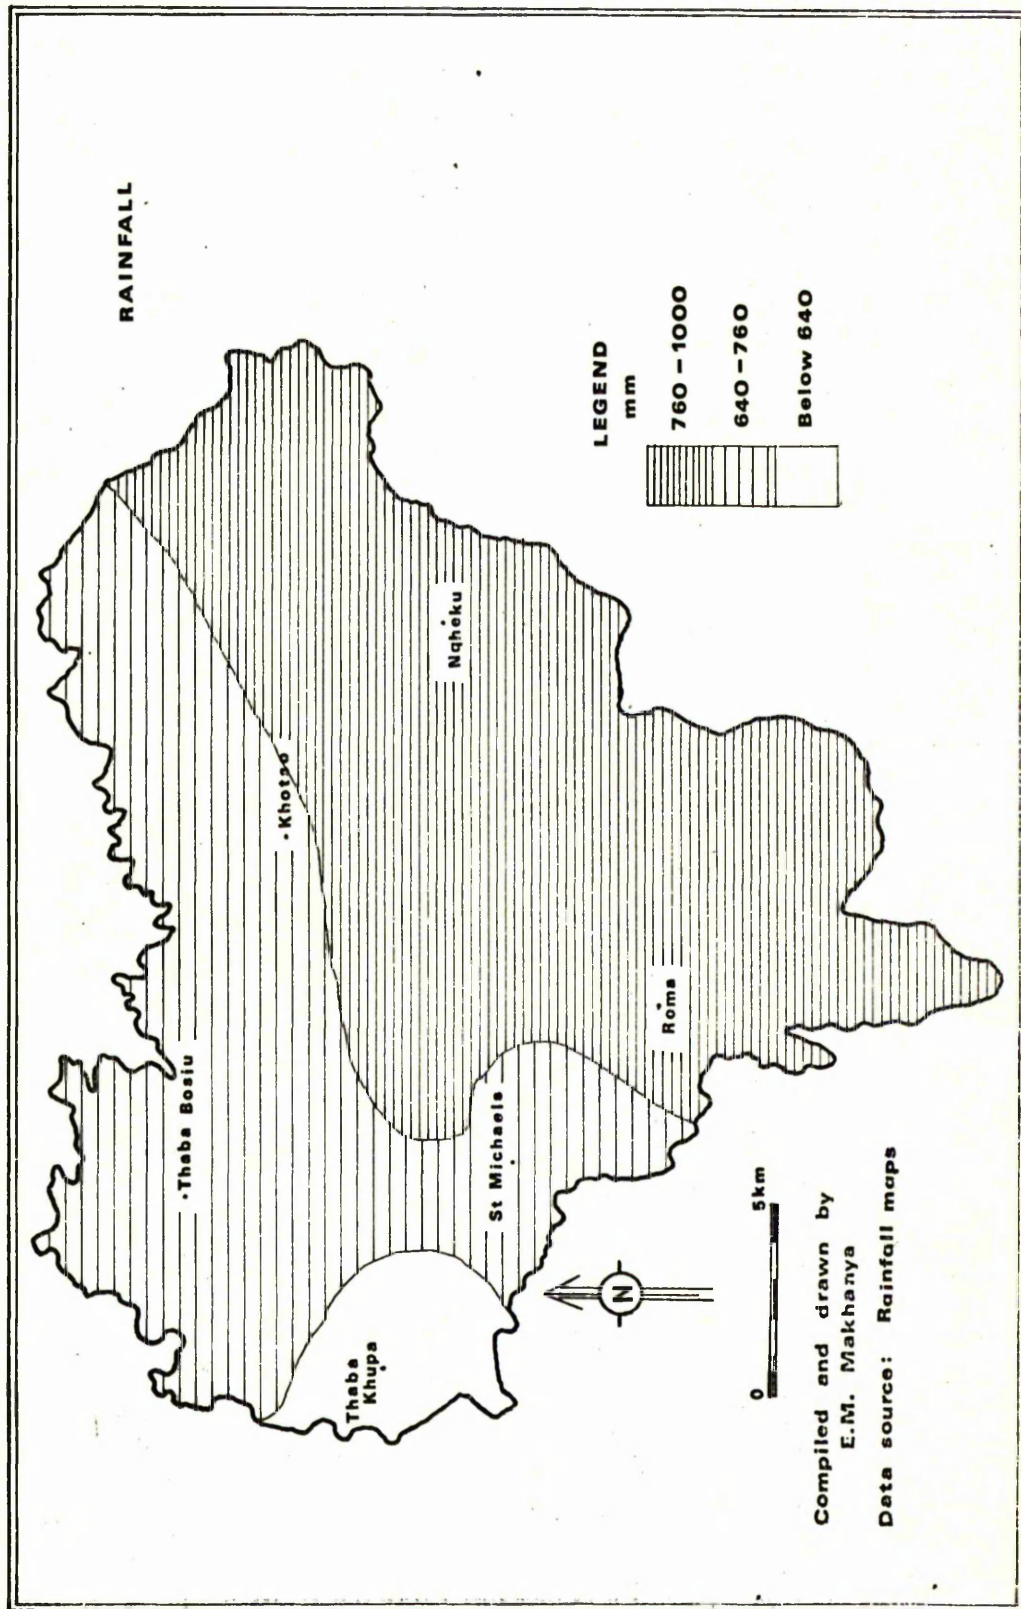 RAINFALL
Thaba Bosiu
Khotso
Nqheku
Thaba
Khupa
St Michaels
Roma
LEGEND
mm
760-1000
640-760
Below 640
N
0 5km
Compiled and drawn by
E.M. Makhanya
Data source: Rainfall maps